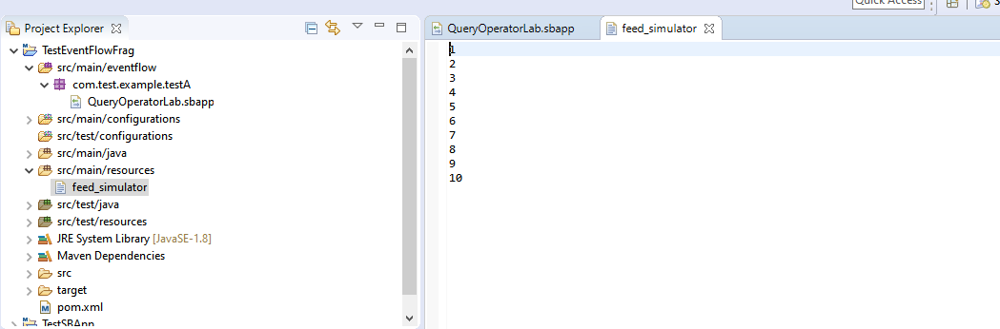 Quick Access
Project Explorer
TestEventFlowFrag
src/main/eventflow
com.test.example.testA
QueryOperatorLab.sbapp
src/main/configurations
src/test/configurations
src/main/java
src/main/resources
feed_simulator
src/test/java
src/test/resources
JRE System Library [JavaSE-1.8]
Maven Dependencies
src
target
pom.xml
TestSBApp
QueryOperatorLab.sbapp
feed_simulator
1
2
3
4
5
6
7
8
9
10